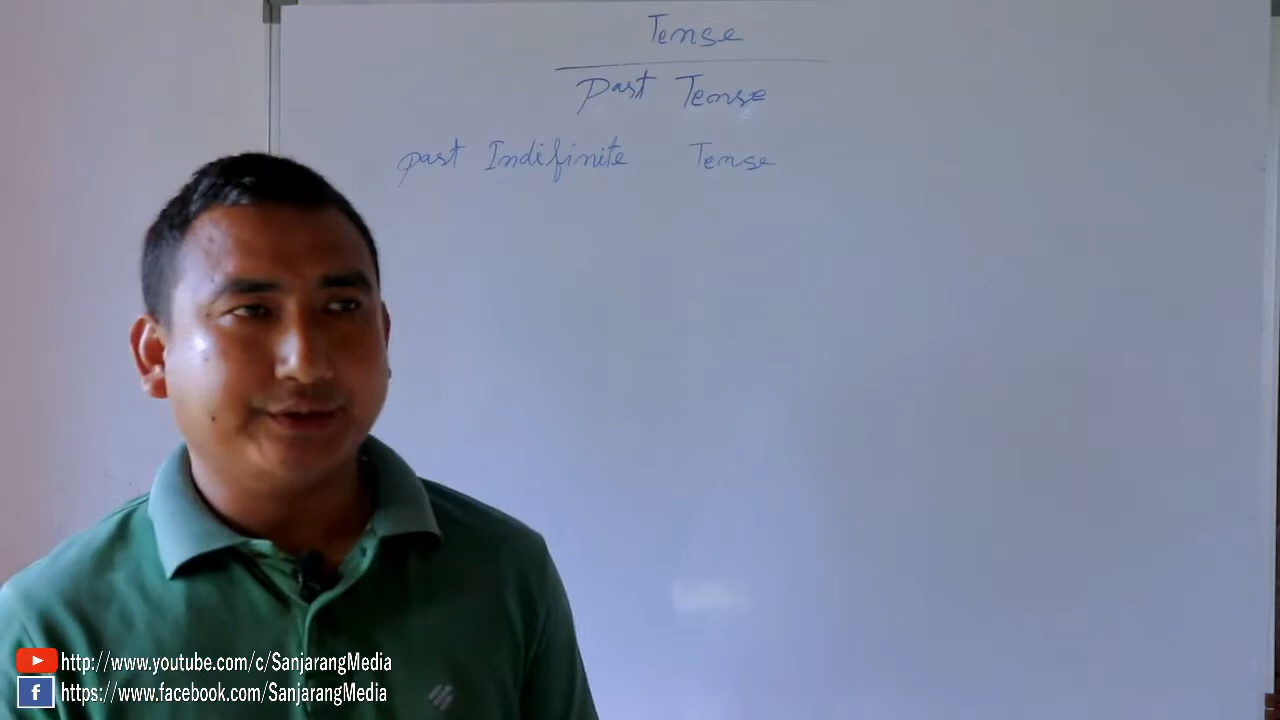 Tense
Past Tense
past Indifinite Tense
http://www.youtube.com/c/SanjarangMedia
https://www.facebook.com/SanjarangMedia